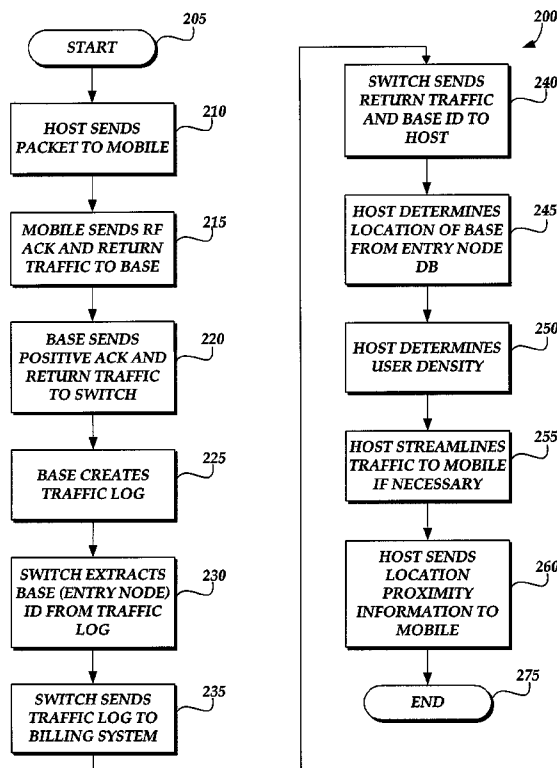 START
205
HOST SENDS
PACKET TO MOBILE
210
MOBILE SENDS RF
ACK AND RETURN
TRAFFIC TO BASE
215
BASE SENDS
POSITIVE ACK AND
RETURN TRAFFIC
TO SWITCH
220
BASE CREATES
TRAFFIC LOG
225
SWITCH EXTRACTS
BASE (ENTRY NODE)
ID FROM TRAFFIC
LOG
230
SWITCH SENDS
TRAFFIC LOG TO
BILLING SYSTEM
235
200
SWITCH SENDS
RETURN TRAFFIC
AND BASE ID TO
HOST
240
HOST DETERMINES
LOCATION OF BASE
FROM ENTRY NODE
DB
245
HOST DETERMINES
USER DENSITY
250
HOST STREAMLINES
TRAFFIC TO MOBILE
IF NECESSARY
255
HOST SENDS
LOCATION
PROXIMITY
INFORMATION TO
MOBILE
260
END
275